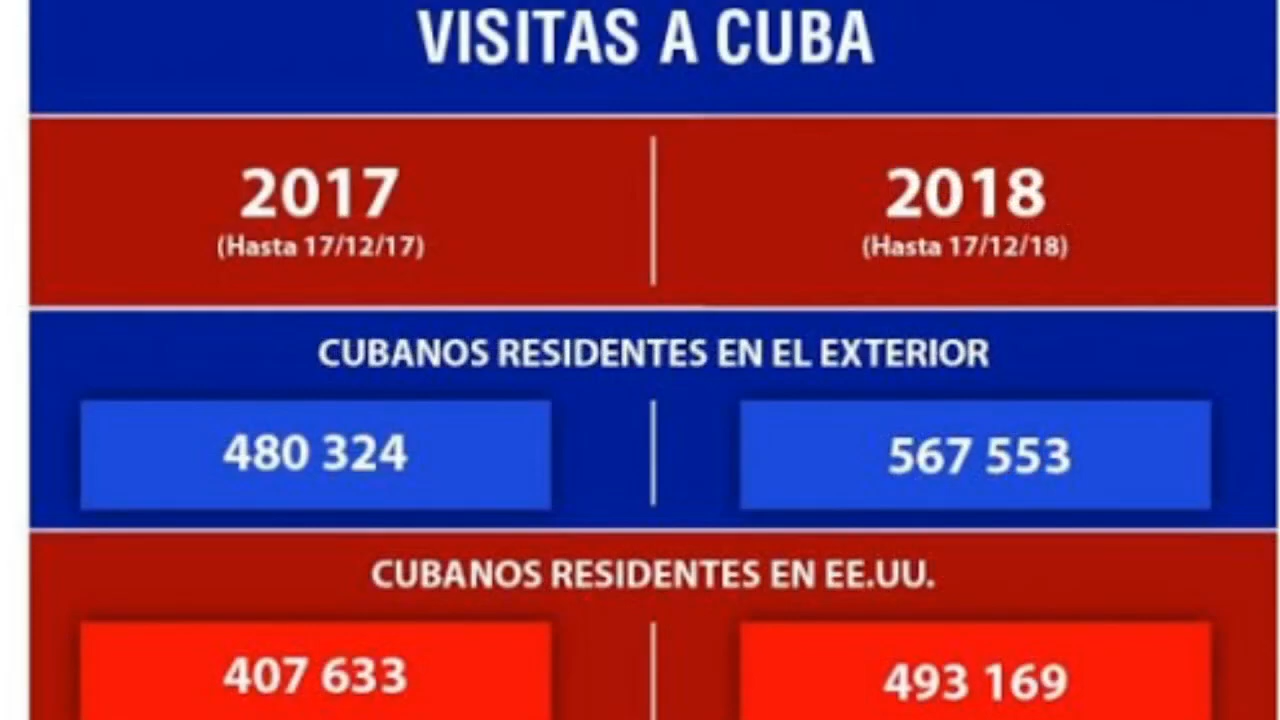 VISITAS A CUBA
2017 2018
(Hasta 17/12/17) (Hasta 17/12/18)
CUBANOS RESIDENTES EN EL EXTERIOR
480 324 567 553
CUBANOS RESIDENTES EN EE.UU.
407 633 493 169